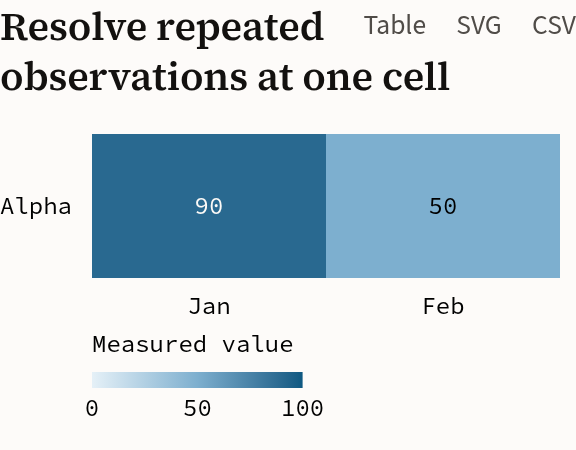 Resolve repeated
observations at one cell
Table SVG CSV
Alpha 90 50
Jan Feb
Measured value
0 50 100